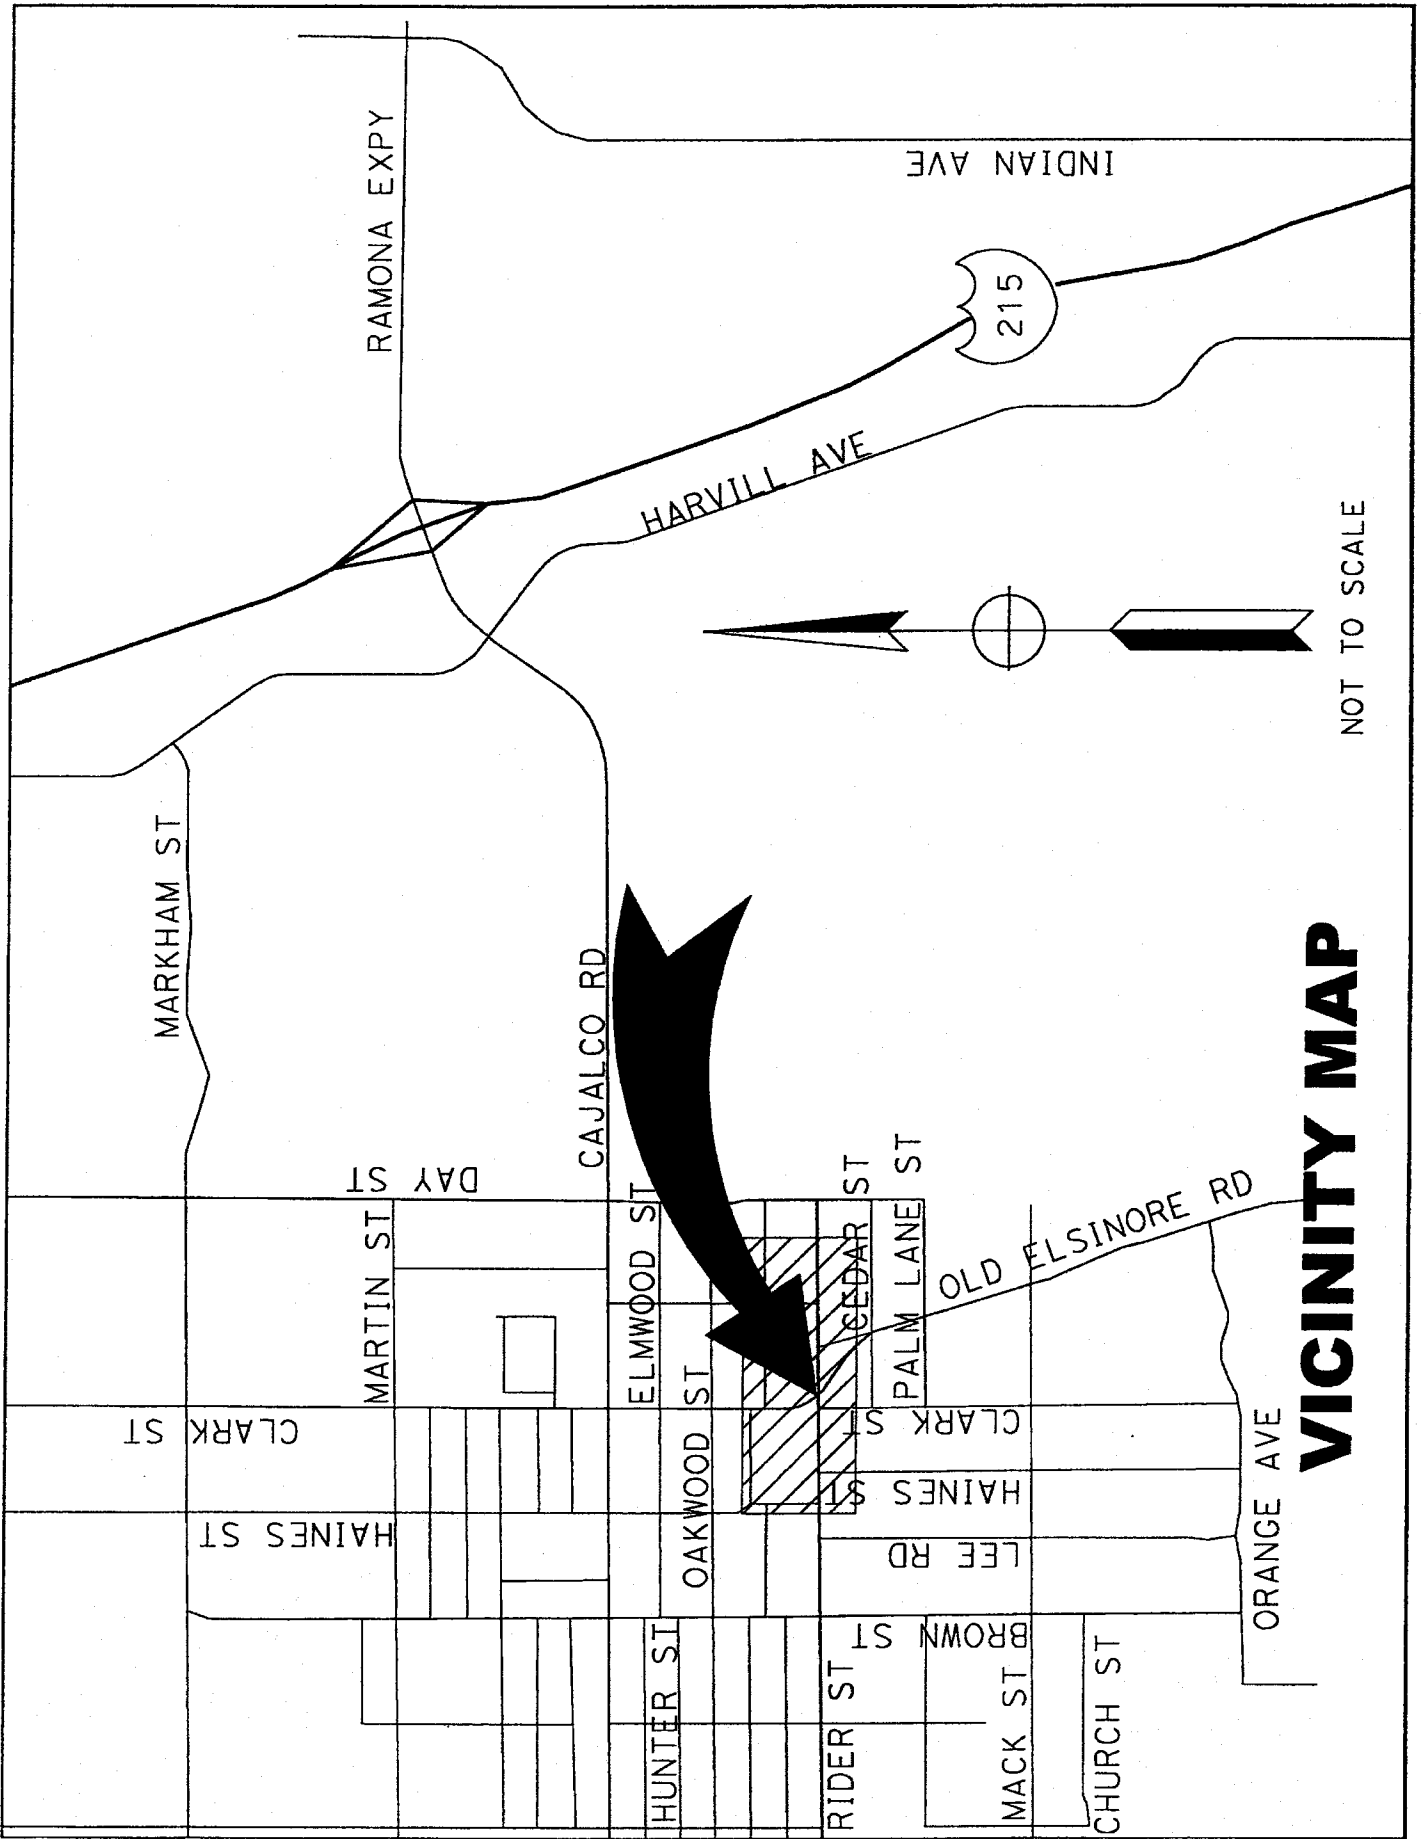 RAMONA EXPY
INDIAN AVE
215
HARVILL AVE
NOT TO SCALE
MARKHAM ST
CAJALCO RD
DAY ST
MARTIN ST
ELMWOOD ST
CEDAR ST
PALM LANE ST
OLD ELSINORE RD
CLARK ST
OAKWOOD ST
CLARK ST
HAINES ST
HAINES ST
LEE RD
ORANGE AVE
BROWN ST
HUNTER ST
RIDER ST
MACK ST
CHURCH ST
VICINITY MAP